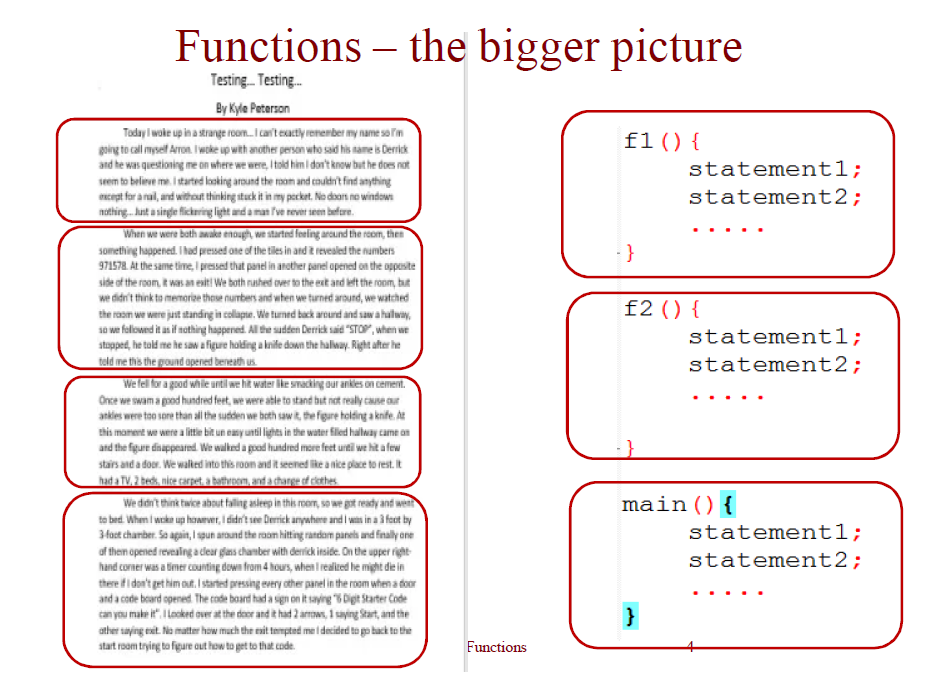 Functions – the bigger picture
Testing... Testing...
By Kyle Peterson
Today I woke up in a strange room... I can't exactly remember my name so I'm
going to call myself Arron. I woke up with another person who said his name is Derrick
and he was questioning me on where we were, I told him I don't know but he does not
seem to believe me. I started looking around the room and couldn't find anything
except for a nail, and without thinking stuck it in my pocket. No doors no windows
nothing... Just a single flickering light and a man I've never seen before.
When we were both awake enough, we started feeling around the room, then
something happened. I had pressed one of the tiles in and it revealed the numbers
971578. At the same time, I pressed that panel in another panel opened on the opposite
side of the room, it was an exit! We both rushed over to the exit and left the room, but
we didn't think to memorize those numbers and when we turned around, we watched
the room we were just standing in collapse. We turned back around and saw a hallway,
so we followed it as if nothing happened. All the sudden Derrick said "STOP", when we
stopped, he told me he saw a figure holding a knife down the hallway. Right after he
told me this the ground opened beneath us.
We fell for a good while until we hit water like smacking our ankles on cement.
Once we swam a good hundred feet, we were able to stand but not really cause our
ankles were too sore than all the sudden we both saw it, the figure holding a knife. At
this moment we were a little bit un easy until lights in the water filled hallway came on
and the figure disappeared. We walked a good hundred more feet until we hit a few
stairs and a door. We walked into this room and it seemed like a nice place to rest. It
had a TV, 2 beds, nice carpet, a bathroom, and a change of clothes.
We didn't think twice about falling asleep in this room, so we got ready and went
to bed. When I woke up however, I didn't see Derrick anywhere and I was in a 3 foot by
3-foot chamber. So again, I spun around the room hitting random panels and finally one
of them opened revealing a clear glass chamber with derrick inside. On the upper right-
hand corner was a timer counting down from 4 hours, when I realized he might die in
there if I don't get him out. I started pressing every other panel in the room when a door
and a code board opened. The code board had a sign on it saying "6 Digit Starter Code
can you make it". I Looked over at the door and it had 2 arrows, 1 saying Start, and the
other saying exit. No matter how much the exit tempted me I decided to go back to the
start room trying to figure out how to get to that code.
f1(){
statement1;
statement2;
.....
}
f2(){
statement1;
statement2;
.....
}
main(){
statement1;
statement2;
.....
}
Functions 4